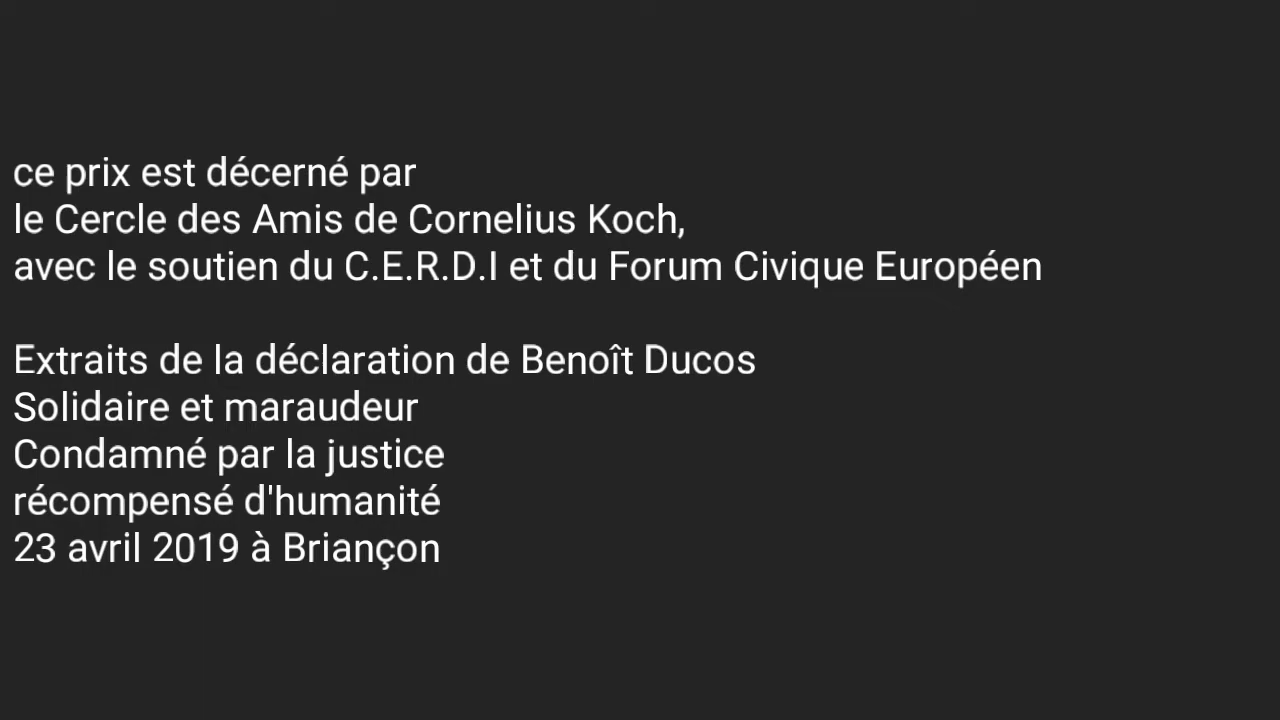 ce prix est décerné par
le Cercle des Amis de Cornelius Koch,
avec le soutien du C.E.R.D.I et du Forum Civique Européen
Extraits de la déclaration de Benoît Ducos
Solidaire et maraudeur
Condamné par la justice
récompensé d'humanité
23 avril 2019 à Briançon